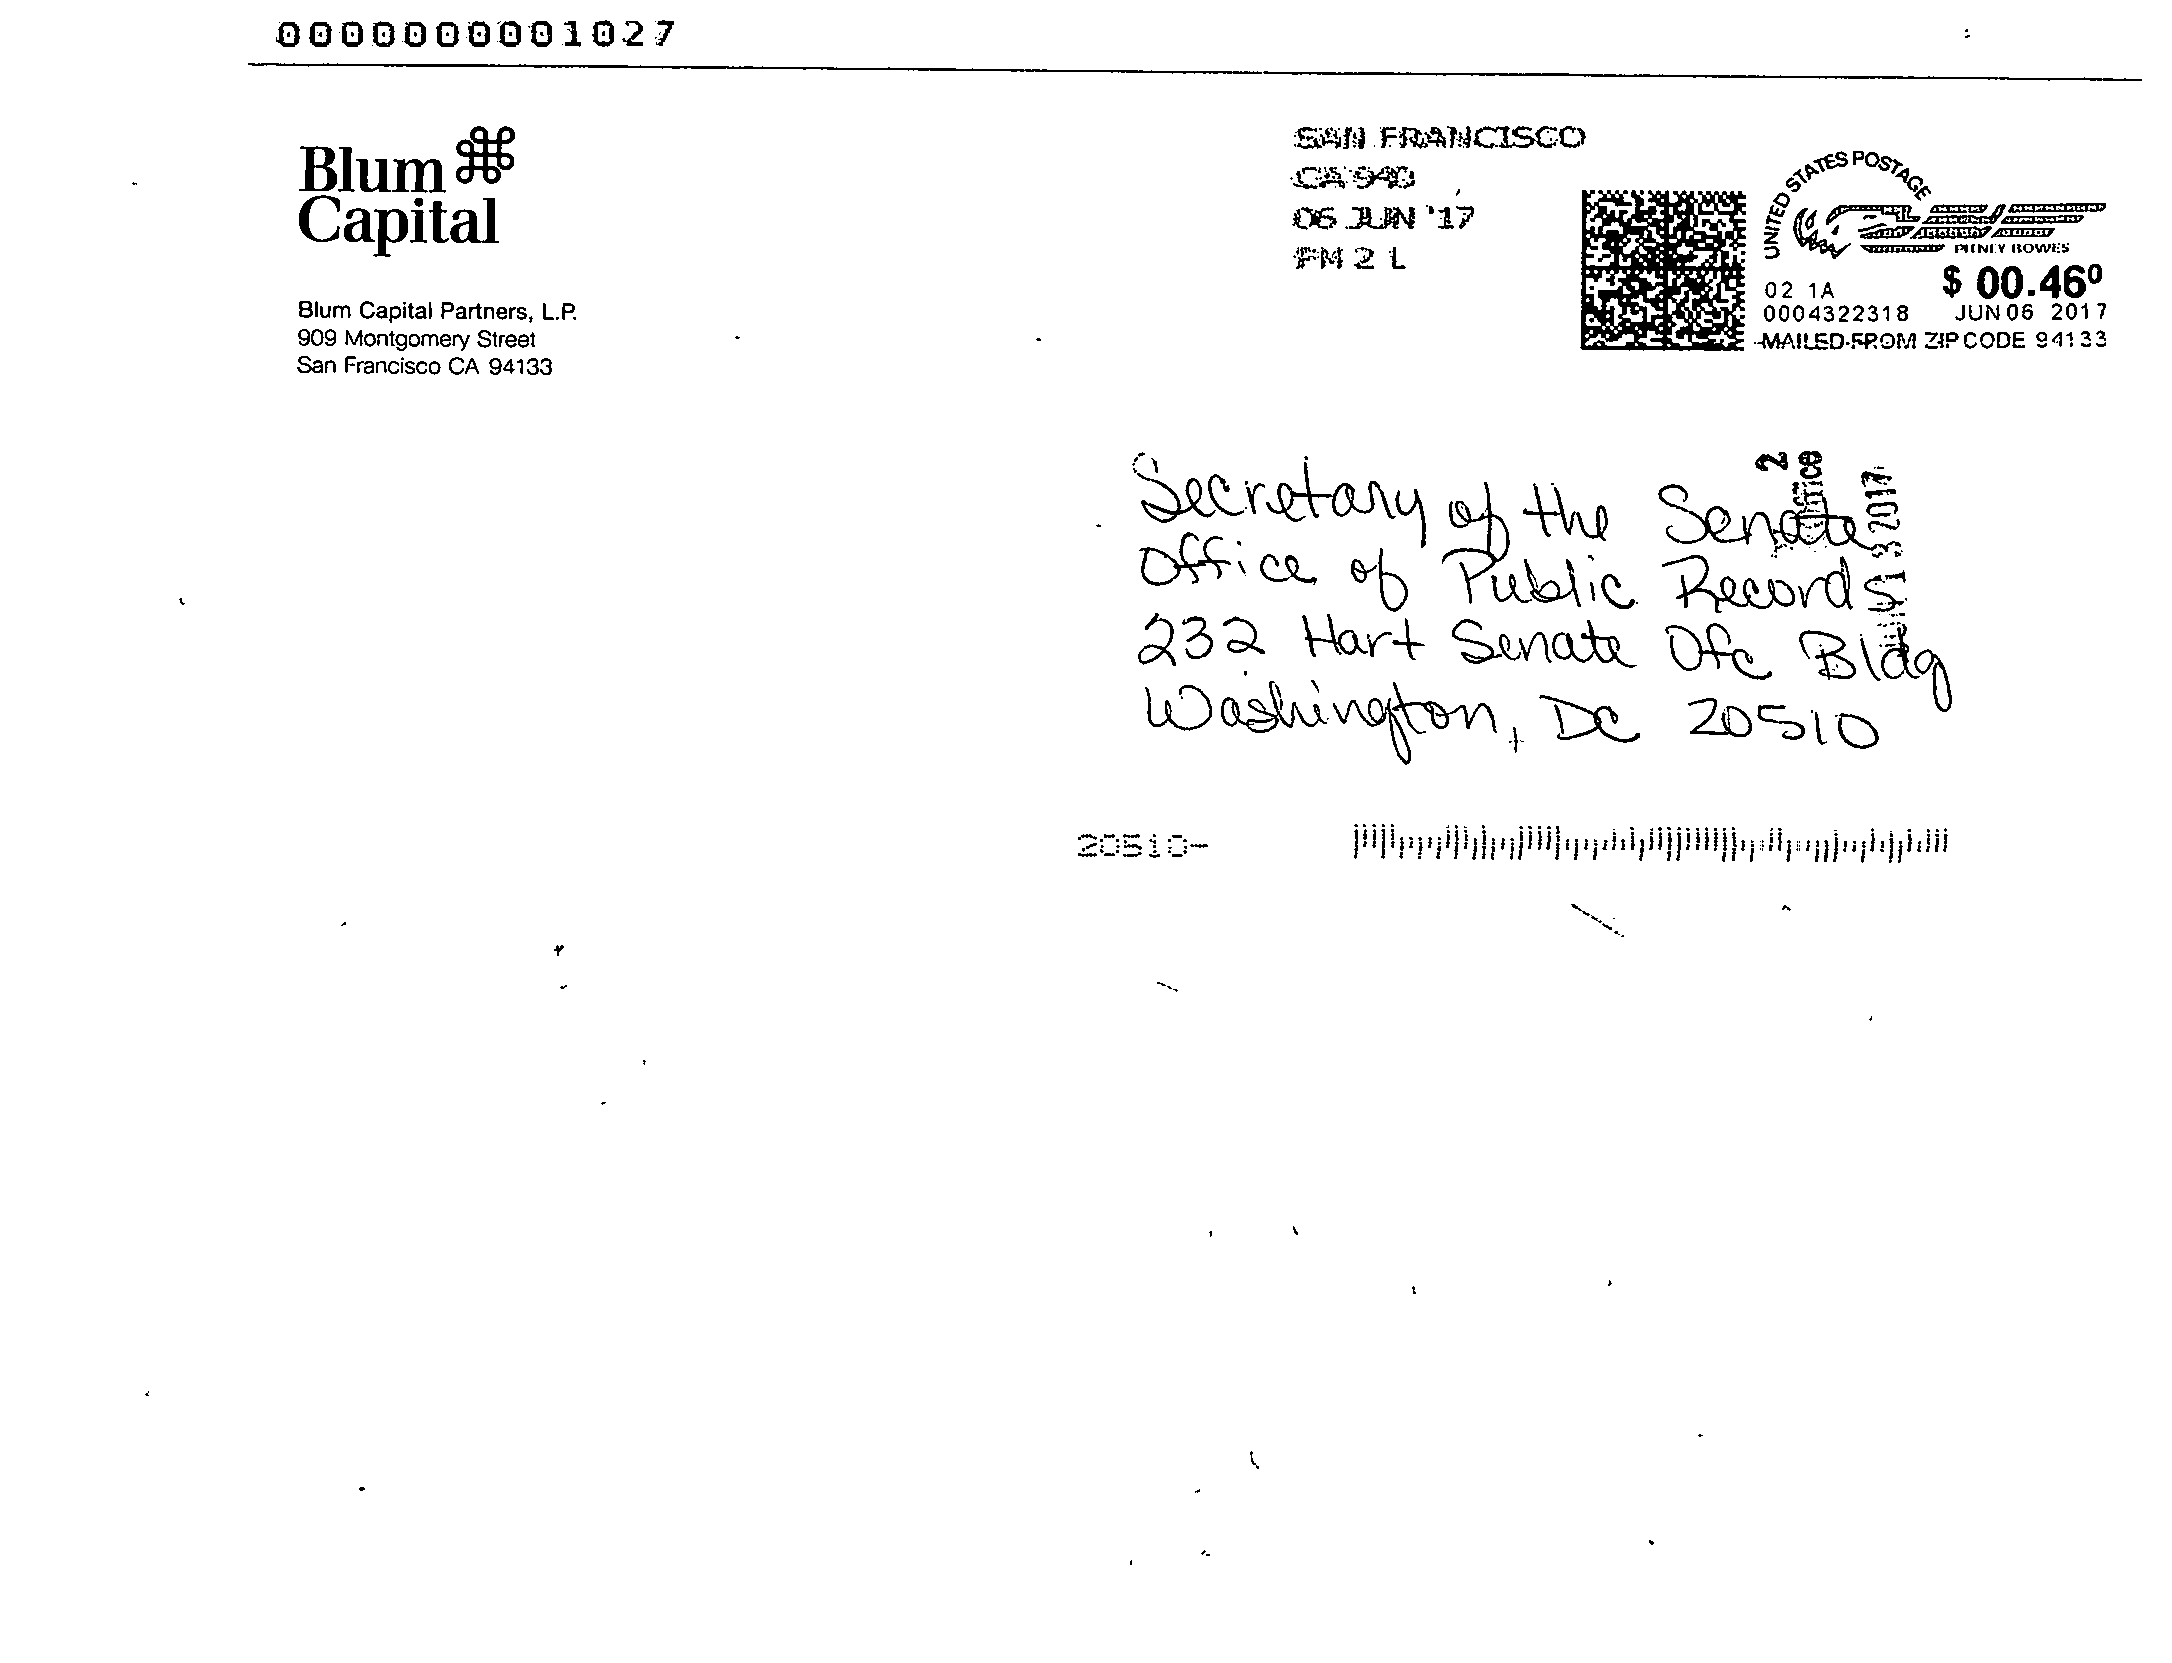 0000000001027
Blum
Capital
Blum Capital Partners, L.P.
909 Montgomery Street
San Francisco CA 94133
SAN FRANCISCO
CA 940
06 JUN '17
PM 2 L
UNITED STATES POSTAGE
PITNEY BOWES
02 1A
$ 00.46⁰
0004322318
JUN 06 2017
MAILED FROM ZIP CODE 94133
Secretary of the Senate
Office of Public Records
232 Hart Senate Ofc Bldg
Washington, DC 20510
2
13 2017
20510-